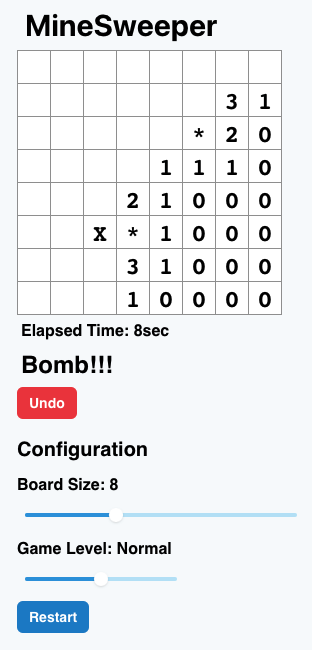 MineSweeper
3 1
* 2 0
1 1 1 0
2 1 0 0 0
X * 1 0 0 0
3 1 0 0 0
1 0 0 0 0
Elapsed Time: 8sec
Bomb!!!
Undo
Configuration
Board Size: 8
Game Level: Normal
Restart